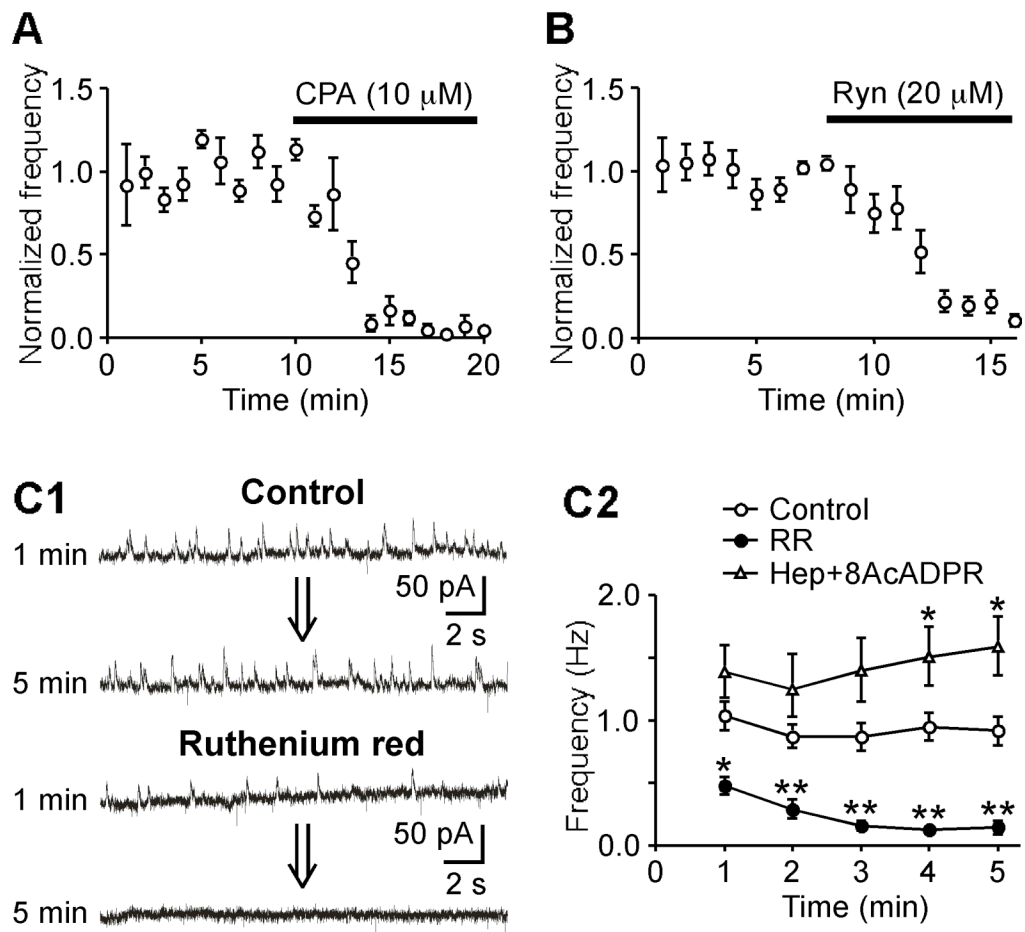 A
Normalized frequency
1.5
1.0
0.5
0.0
CPA (10 μM)
0 5 10 15 20
Time (min)
B
Normalized frequency
1.5
1.0
0.5
0.0
Ryn (20 μM)
0 5 10 15
Time (min)
C1
Control
1 min
50 pA
2 s
5 min
Ruthenium red
1 min
50 pA
2 s
5 min
C2
Control
RR
Hep+8AcADPR
Frequency (Hz)
2.0
1.0
0.0
* *
* ** ** ** **
0 1 2 3 4 5
Time (min)